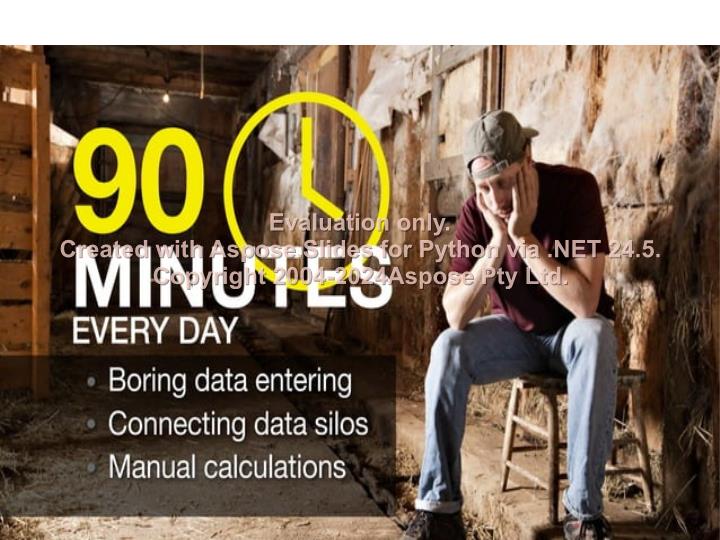 90
MINUTES
EVERY DAY
Evaluation only.
Created with Aspose.Slides for Python via .NET 24.5.
Copyright 2004-2024Aspose Pty Ltd.
• Boring data entering
• Connecting data silos
• Manual calculations